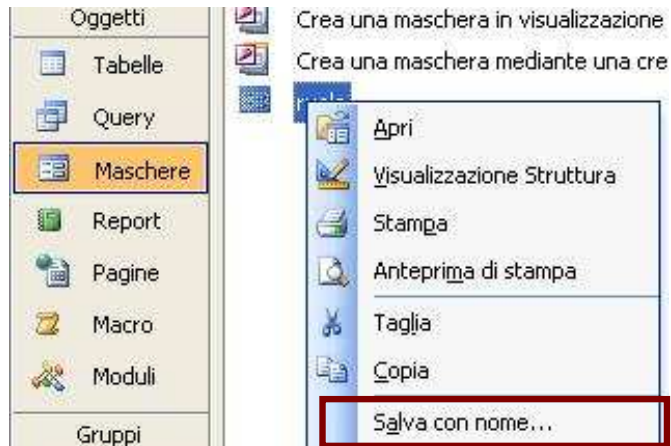 Oggetti
Tabelle
Query
Maschere
Report
Pagine
Macro
Moduli
Gruppi
Crea una maschera in visualizzazione
Crea una maschera mediante una cre
Apri
Visualizzazione Struttura
Stampa
Anteprima di stampa
Taglia
Copia
Salva con nome...